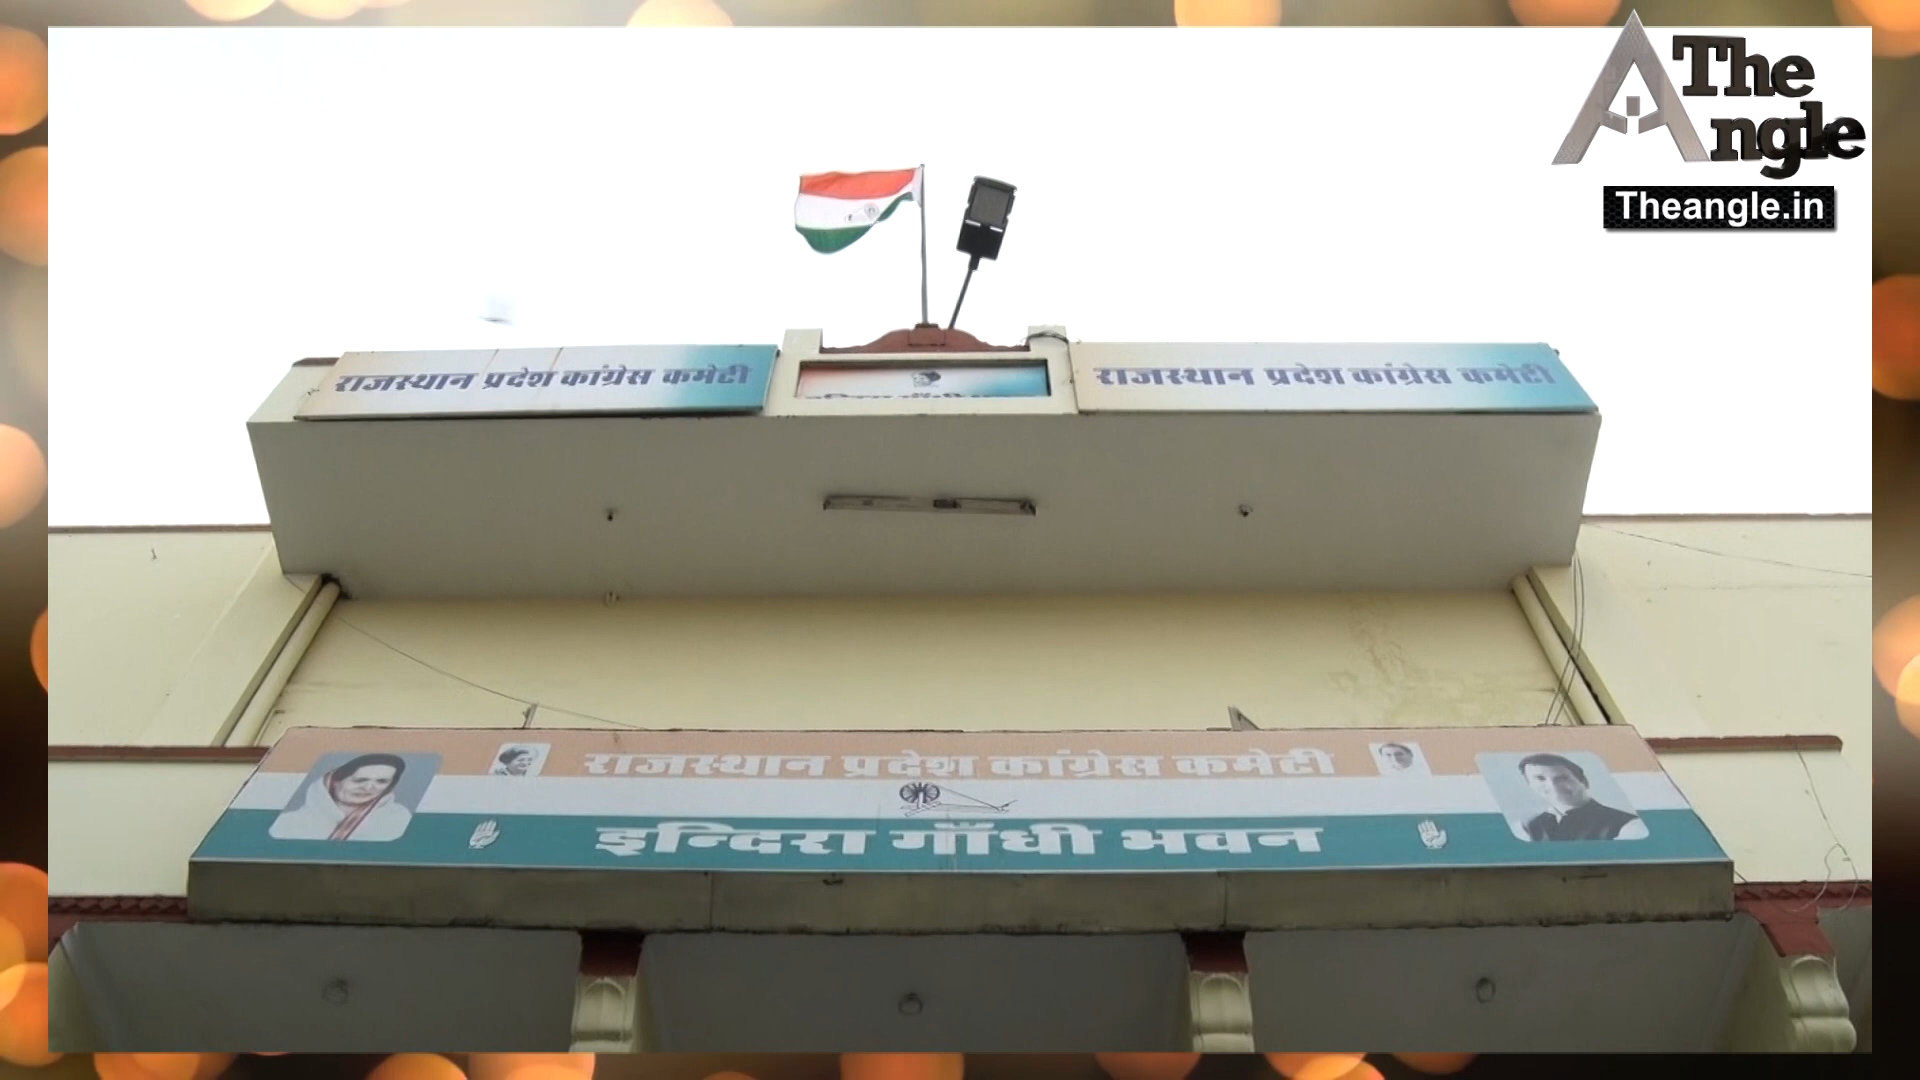 The
Angle
Theangle.in
राजस्थान प्रदेश कांग्रेस कमेटी
राजस्थान प्रदेश कांग्रेस कमेटी
राजस्थान प्रदेश कांग्रेस कमेटी
इन्दिरा गाँधी भवन